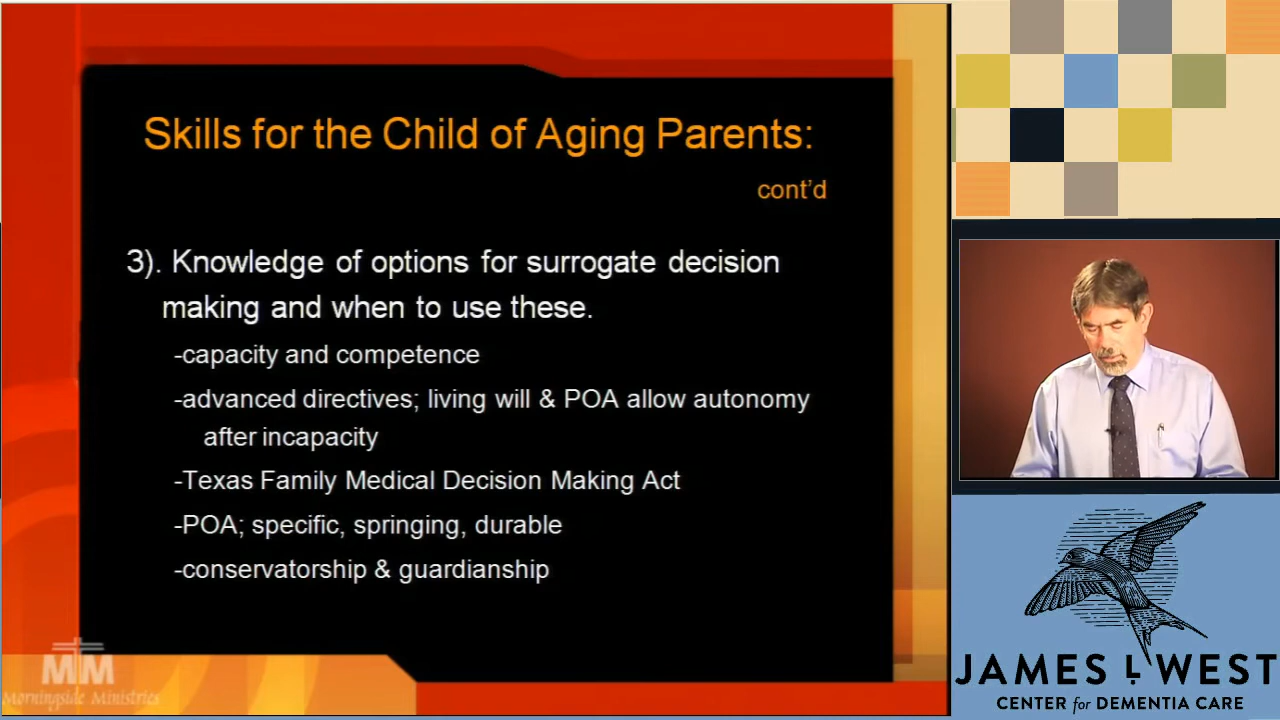 Skills for the Child of Aging Parents:
cont'd
3). Knowledge of options for surrogate decision
making and when to use these.
-capacity and competence
-advanced directives; living will & POA allow autonomy
after incapacity
-Texas Family Medical Decision Making Act
-POA; specific, springing, durable
-conservatorship & guardianship
MM
Morningside Ministries
JAMES L WEST
CENTER for DEMENTIA CARE